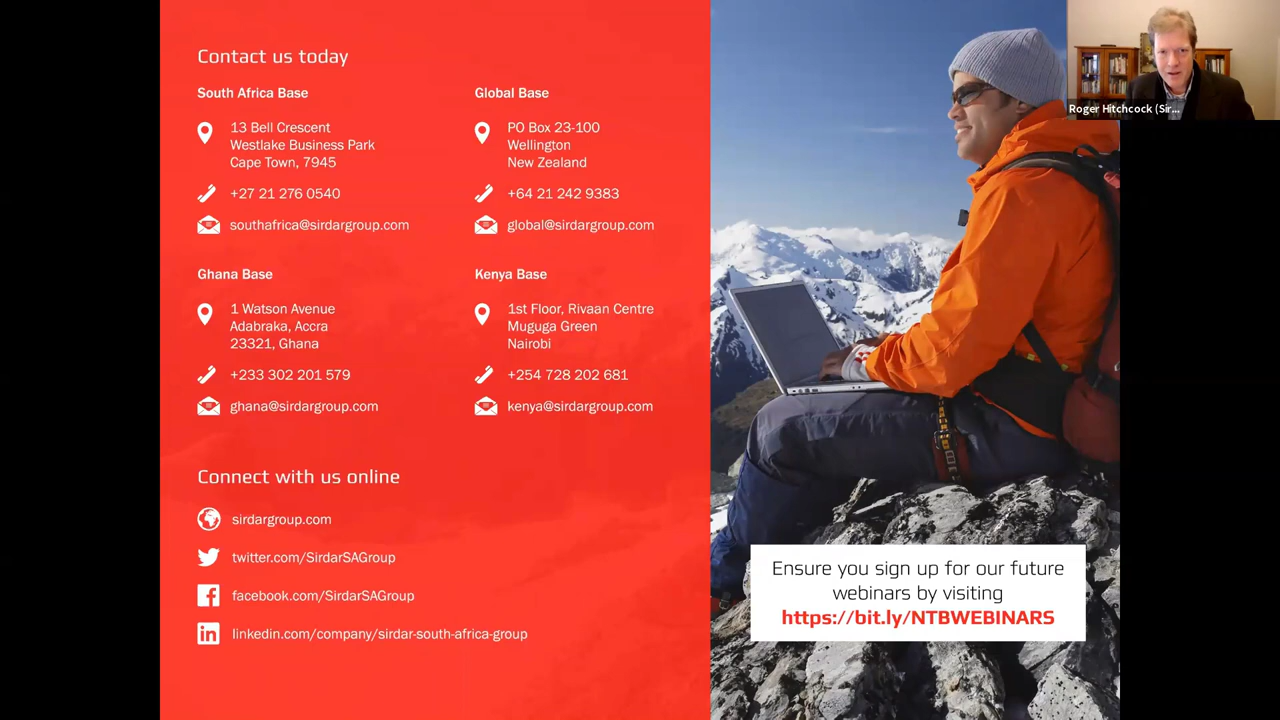 Contact us today
South Africa Base
13 Bell Crescent
Westlake Business Park
Cape Town, 7945
+27 21 276 0540
southafrica@sirdargroup.com
Global Base
PO Box 23-100
Wellington
New Zealand
+64 21 242 9383
global@sirdargroup.com
Ghana Base
1 Watson Avenue
Adabraka, Accra
23321, Ghana
+233 302 201 579
ghana@sirdargroup.com
Kenya Base
1st Floor, Rivaan Centre
Muguga Green
Nairobi
+254 728 202 681
kenya@sirdargroup.com
Connect with us online
sirdargroup.com
twitter.com/SirdarSAGroup
facebook.com/SirdarSAGroup
linkedin.com/company/sirdar-south-africa-group
Roger Hitchcock (Sir...
Ensure you sign up for our future
webinars by visiting
https://bit.ly/NTBWEBINARS